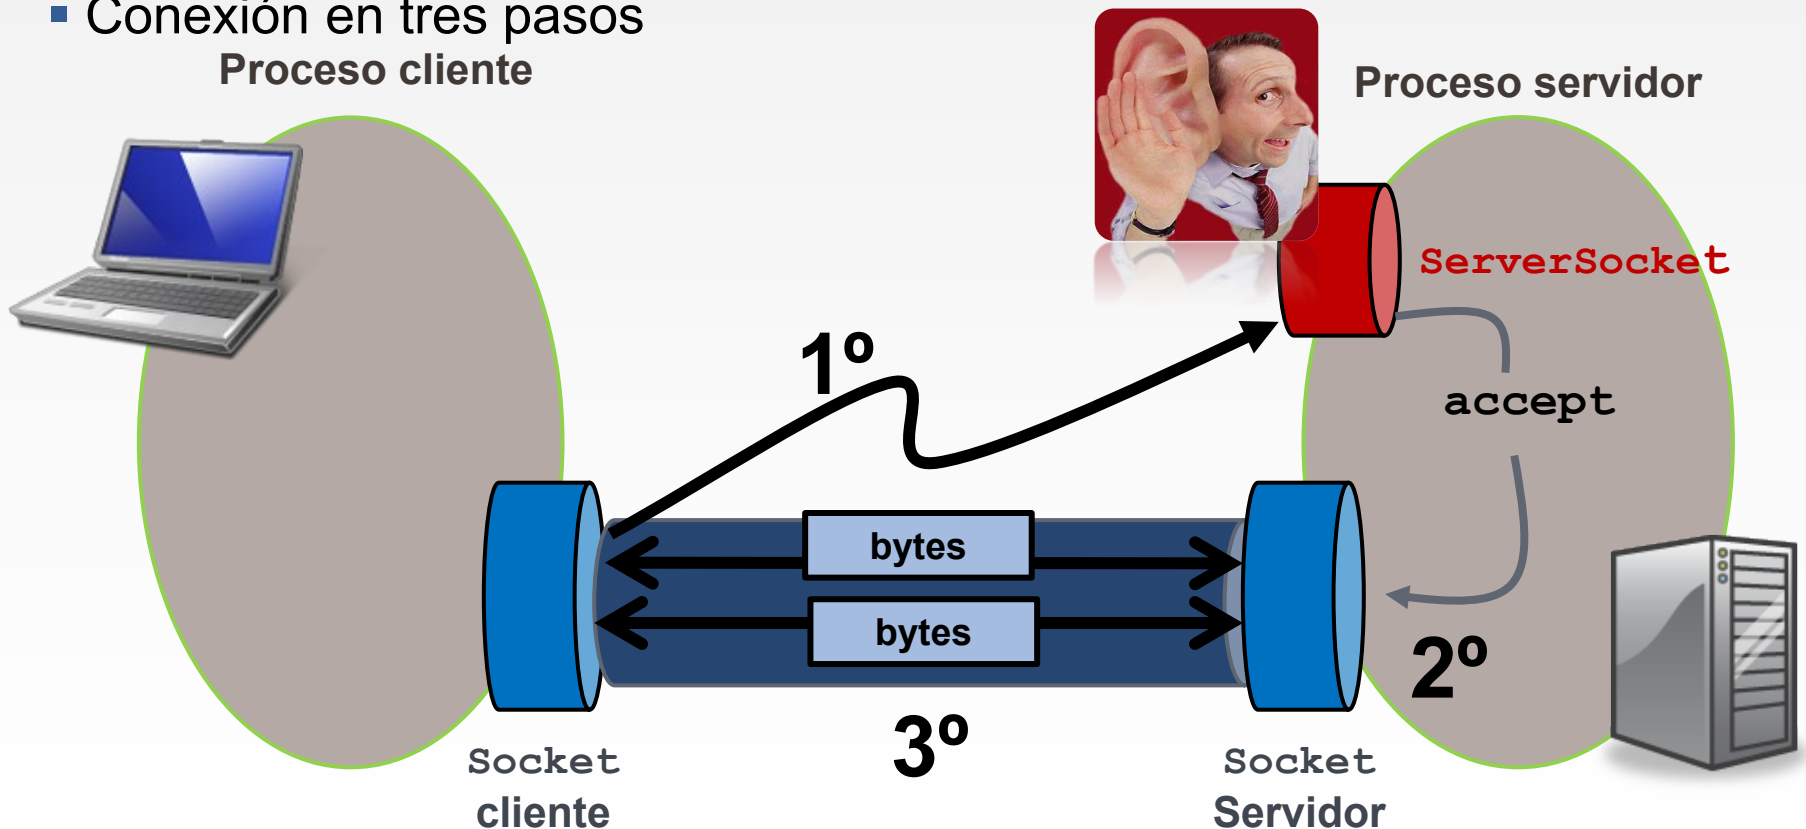 Conexión en tres pasos
Proceso cliente
Proceso servidor
ServerSocket
1º
accept
bytes
bytes
2º
3º
Socket
cliente
Socket
Servidor